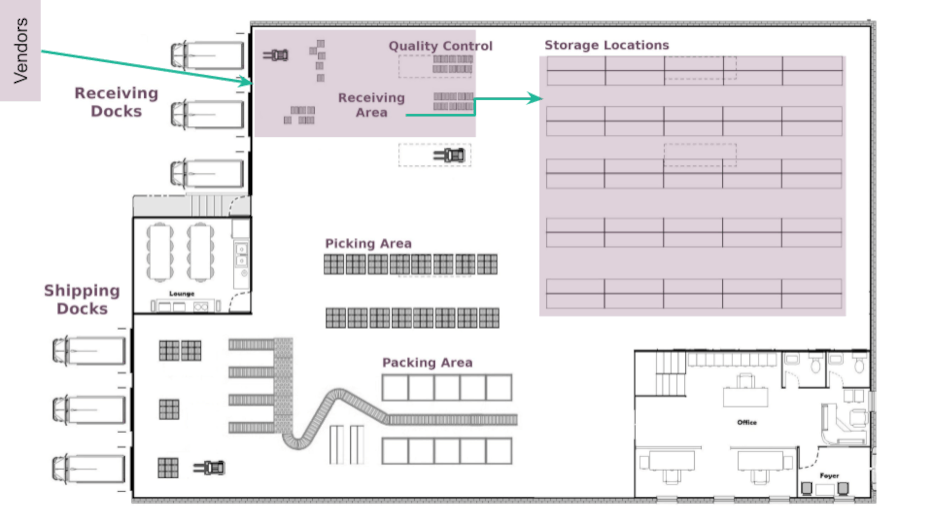 Vendors
Quality Control
Storage Locations
Receiving
Docks
Receiving
Area
Picking Area
Lounge
Shipping
Docks
Packing Area
Office
Foyer